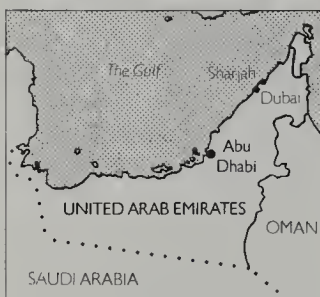 The Gulf
Sharjah
Dubai
Abu
Dhabi
UNITED ARAB EMIRATES
OMAN
SAUDI ARABIA